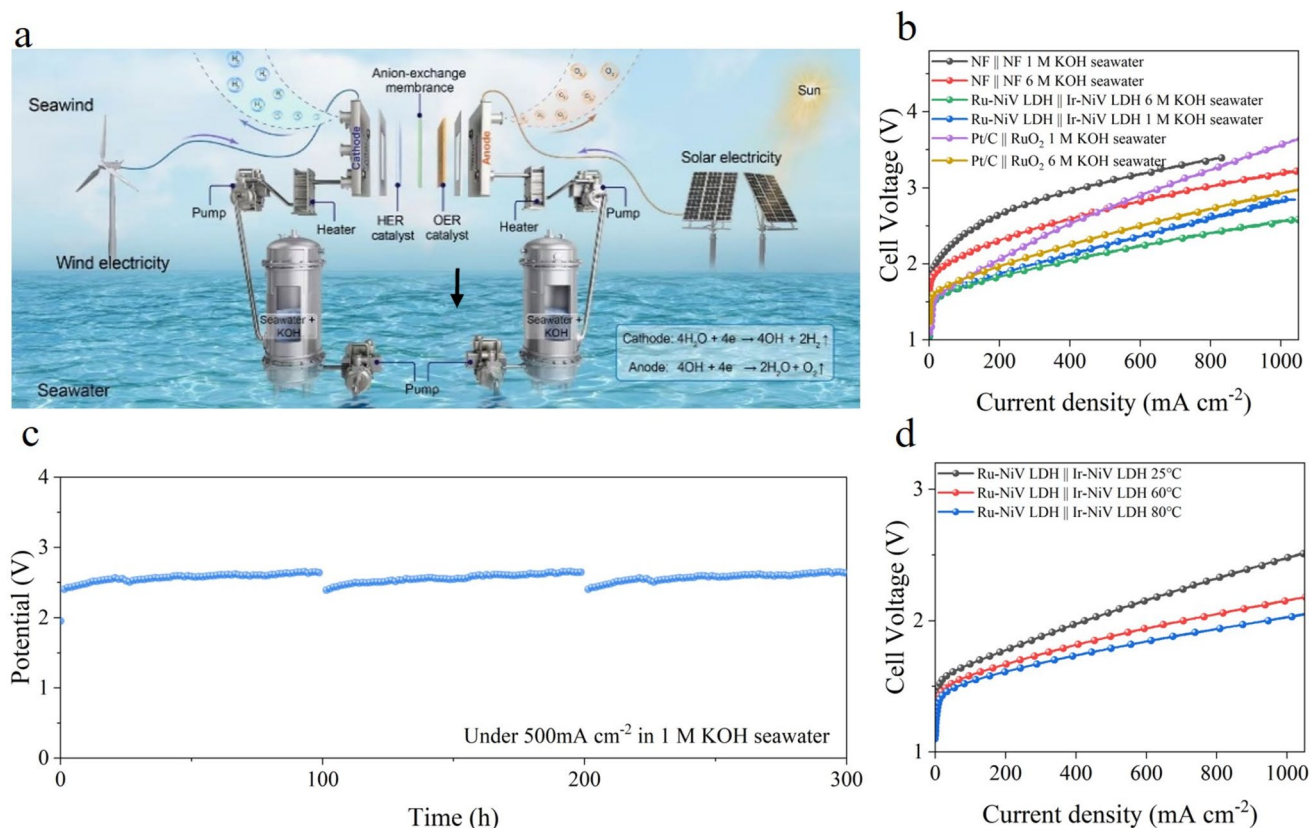 a
Seawind
Wind electricity
Seawater
H₂ H₂
H₂
O₂ O₂
O₂
Anion-exchange
membrance
Cathode
Anode
Sun
Solar electricity
Pump
Heater
HER
catalyst
OER
catalyst
Heater
Pump
Seawater +
KOH
Seawater +
KOH
Pump
Cathode: 4H₂O + 4e → 4OH + 2H₂ ↑
Anode: 4OH + 4e → 2H₂O + O₂ ↑
b
NF || NF 1 M KOH seawater
NF || NF 6 M KOH seawater
Ru-NiV LDH || Ir-NiV LDH 6 M KOH seawater
Ru-NiV LDH || Ir-NiV LDH 1 M KOH seawater
Pt/C || RuO₂ 1 M KOH seawater
Pt/C || RuO₂ 6 M KOH seawater
Cell Voltage (V)
4
3
2
1
0 200 400 600 800 1000
Current density (mA cm⁻²)
c
Potential (V)
4
3
2
1
0
0 100 200 300
Under 500mA cm⁻² in 1 M KOH seawater
Time (h)
d
Ru-NiV LDH || Ir-NiV LDH 25°C
Ru-NiV LDH || Ir-NiV LDH 60°C
Ru-NiV LDH || Ir-NiV LDH 80°C
Cell Voltage (V)
3
2
1
0 200 400 600 800 1000
Current density (mA cm⁻²)